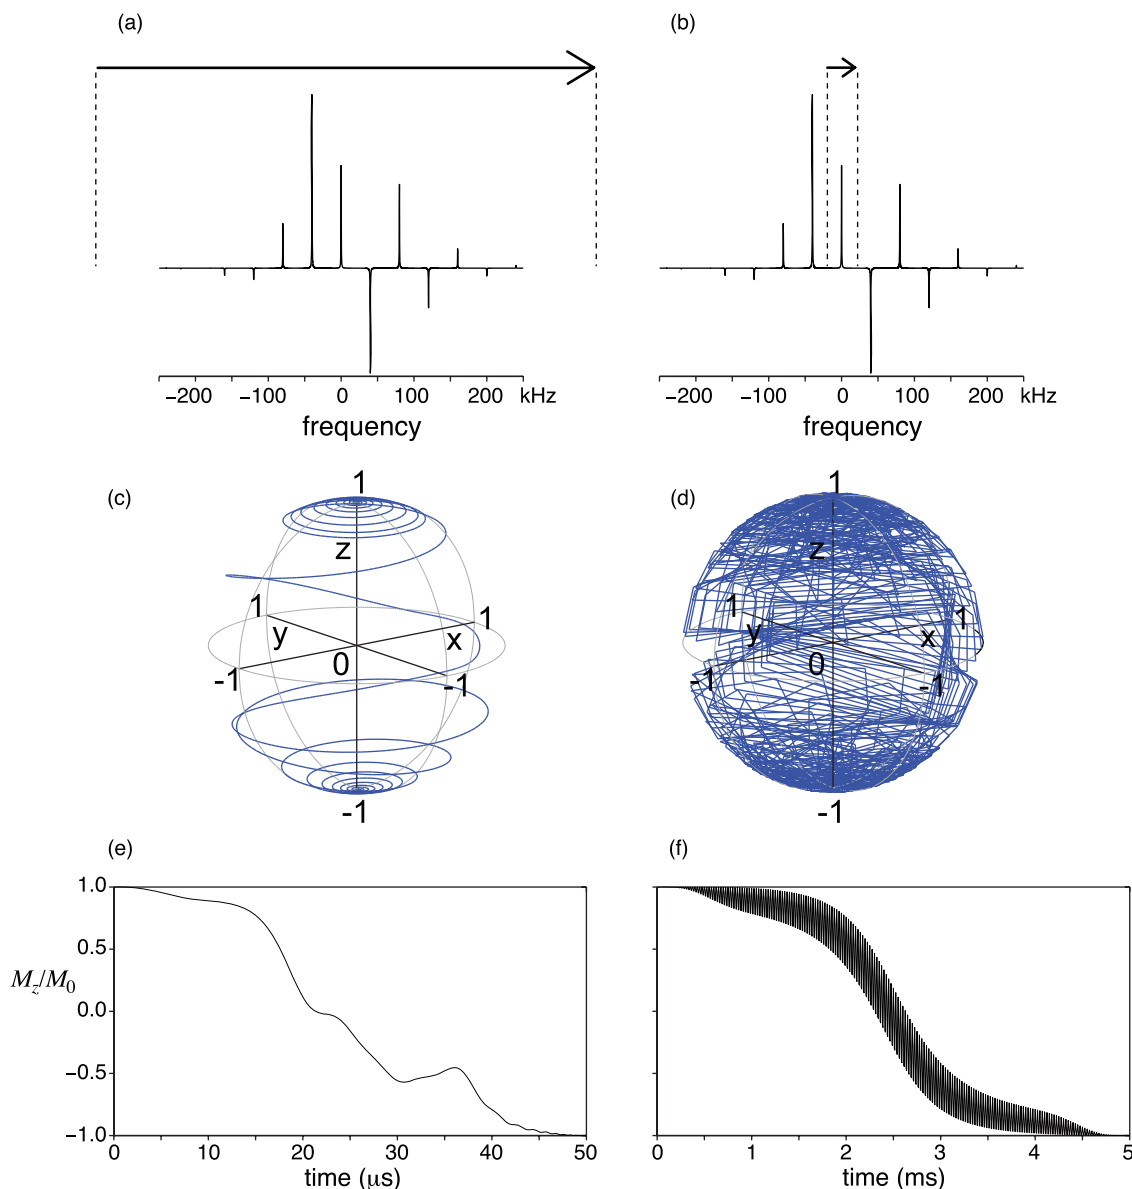 (a)
(b)
−200 −100 0 100 200 kHz
frequency
−200 −100 0 100 200 kHz
frequency
(c)
1
z
1
1
y
x
0
-1
-1
-1
(d)
1
z
1
1
y
x
0
-1
-1
-1
(e)
1.0
0.5
0.0
−0.5
−1.0
Mz/M0
0 10 20 30 40 50
time (μs)
(f)
0 1 2 3 4 5
time (ms)